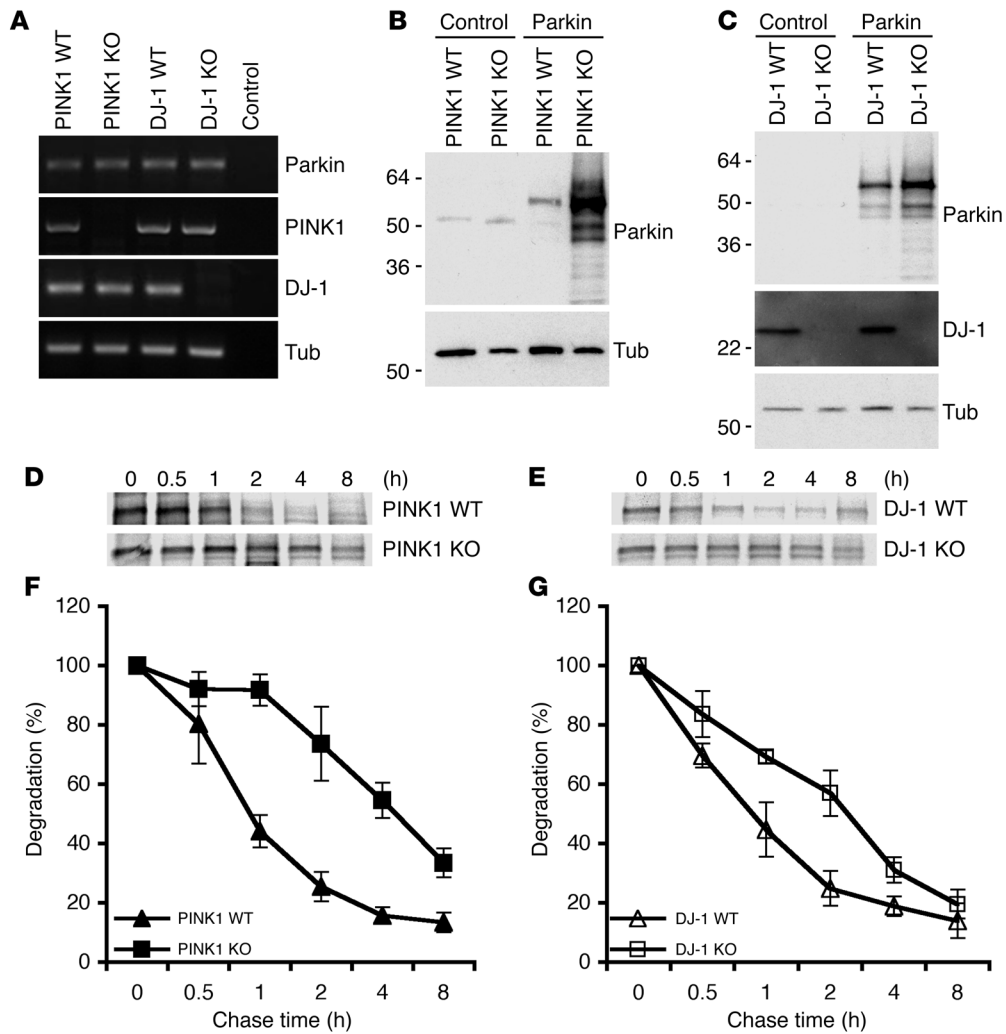 A
PINK1 WT
PINK1 KO
DJ-1 WT
DJ-1 KO
Control
Parkin
PINK1
DJ-1
Tub
B
Control Parkin
PINK1 WT
PINK1 KO
PINK1 WT
PINK1 KO
64 -
50 -
36 -
Parkin
Tub
50 -
C
Control Parkin
DJ-1 WT
DJ-1 KO
DJ-1 WT
DJ-1 KO
64 -
50 -
36 -
Parkin
DJ-1
22 -
Tub
50 -
D
0 0.5 1 2 4 8 (h)
PINK1 WT
PINK1 KO
E
0 0.5 1 2 4 8 (h)
DJ-1 WT
DJ-1 KO
F
120
100
80
60
40
20
0
Degradation (%)
PINK1 WT
PINK1 KO
0 0.5 1 2 4 8
Chase time (h)
G
120
100
80
60
40
20
0
Degradation (%)
DJ-1 WT
DJ-1 KO
0 0.5 1 2 4 8
Chase time (h)